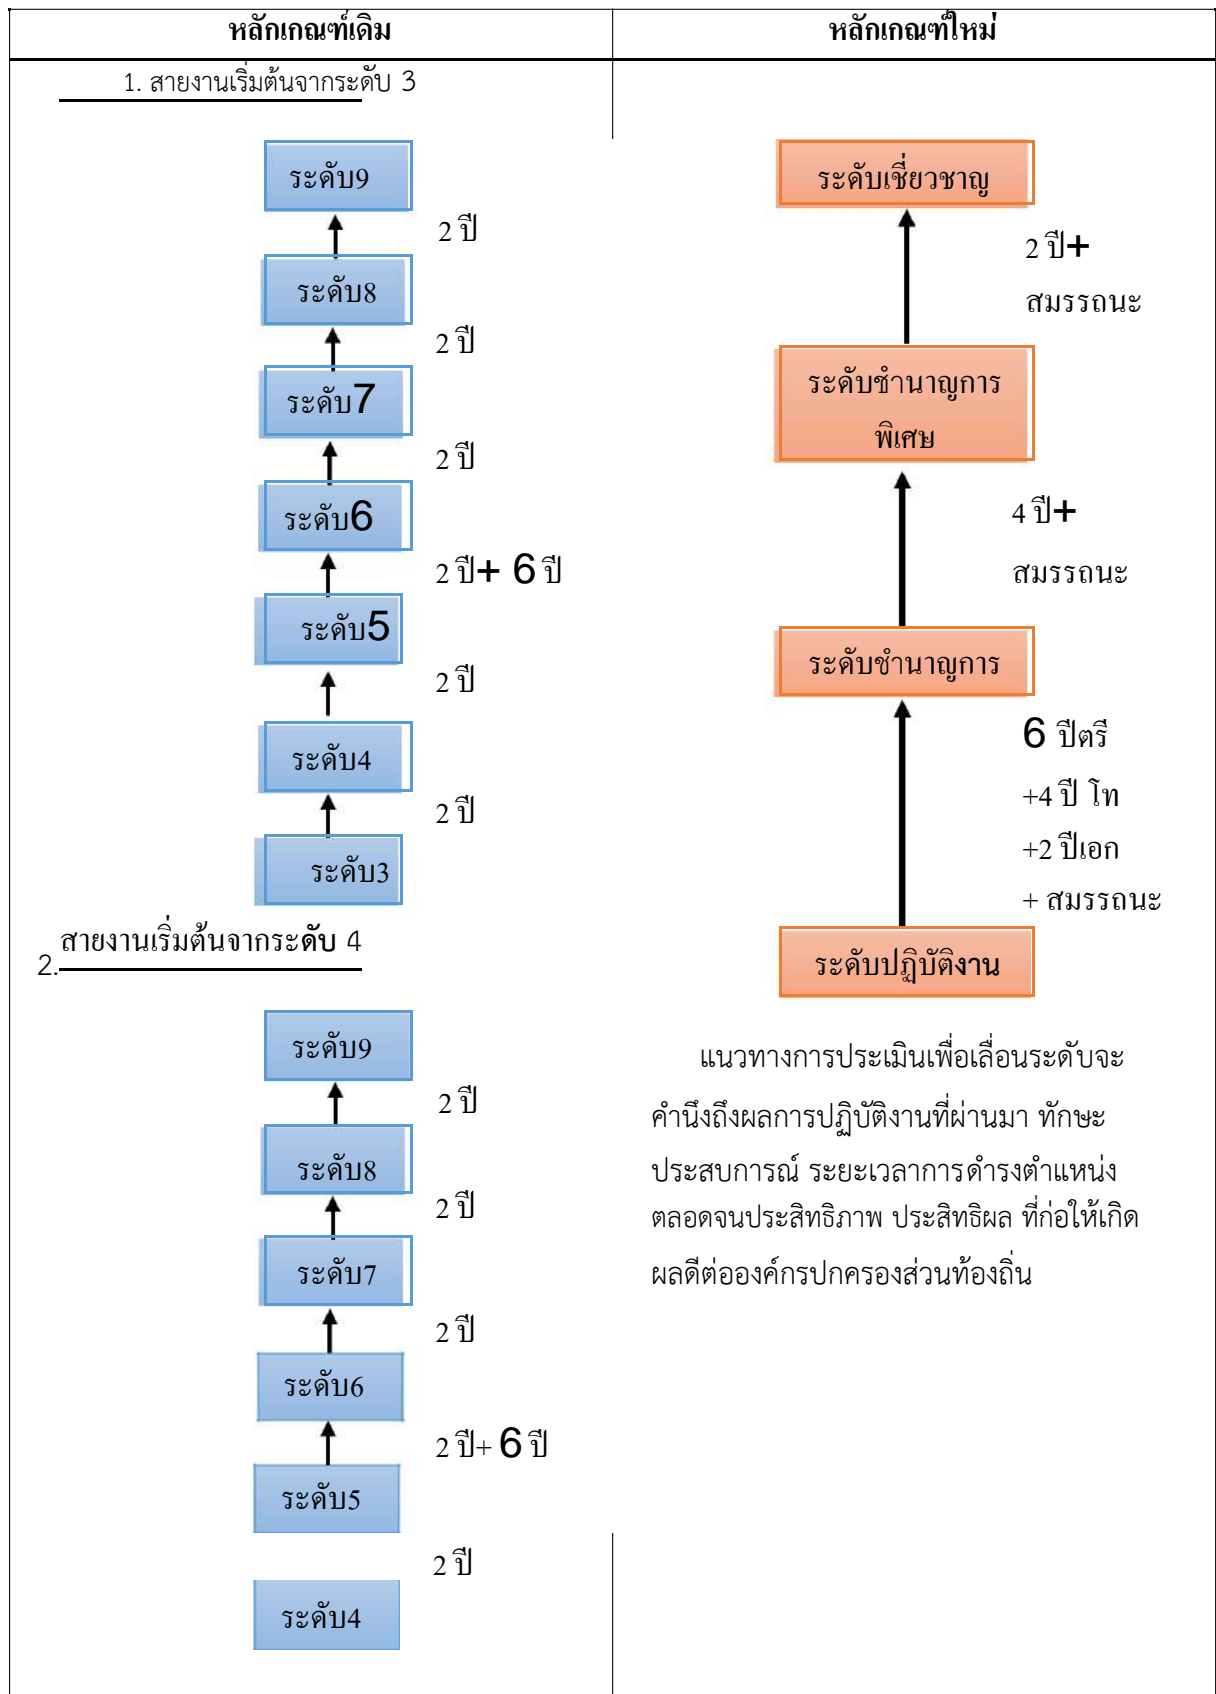 หลักเกณฑ์เดิม
หลักเกณฑ์ใหม่
1. สายงานเริ่มต้นจากระดับ 3
ระดับ9
2 ปี
ระดับ8
2 ปี
ระดับ7
2 ปี
ระดับ6
2 ปี+ 6 ปี
ระดับ5
2 ปี
ระดับ4
2 ปี
ระดับ3
2. สายงานเริ่มต้นจากระดับ 4
ระดับ9
2 ปี
ระดับ8
2 ปี
ระดับ7
2 ปี
ระดับ6
2 ปี+ 6 ปี
ระดับ5
2 ปี
ระดับ4
ระดับเชี่ยวชาญ
2 ปี+
สมรรถนะ
ระดับชำนาญการ
พิเศษ
4 ปี+
สมรรถนะ
ระดับชำนาญการ
6 ปีตรี
+4 ปี โท
+2 ปีเอก
+ สมรรถนะ
ระดับปฏิบัติงาน
แนวทางการประเมินเพื่อเลื่อนระดับจะ
คำนึงถึงผลการปฏิบัติงานที่ผ่านมา ทักษะ
ประสบการณ์ ระยะเวลาการดำรงตำแหน่ง
ตลอดจนประสิทธิภาพ ประสิทธิผล ที่ก่อให้เกิด
ผลดีต่อองค์กรปกครองส่วนท้องถิ่น